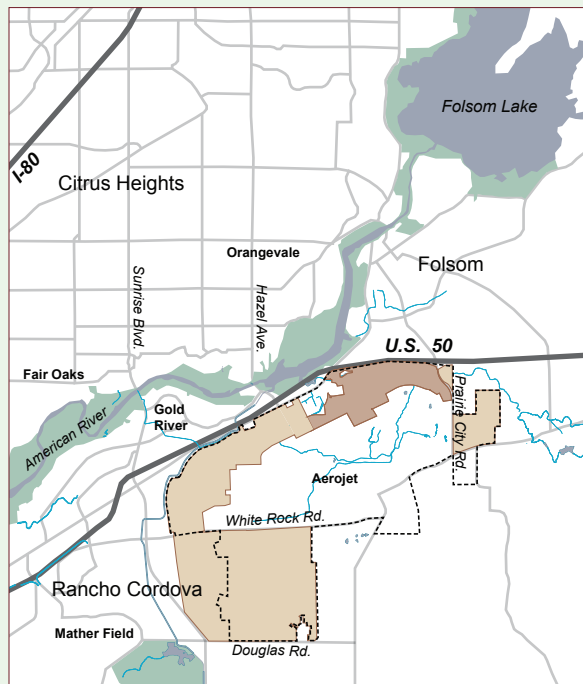 Folsom Lake
I-80
Citrus Heights
Orangevale
Folsom
Sunrise Blvd.
Hazel Ave.
U.S. 50
Fair Oaks
Prairie City Rd.
American River
Gold
River
Aerojet
White Rock Rd.
Rancho Cordova
Mather Field
Douglas Rd.